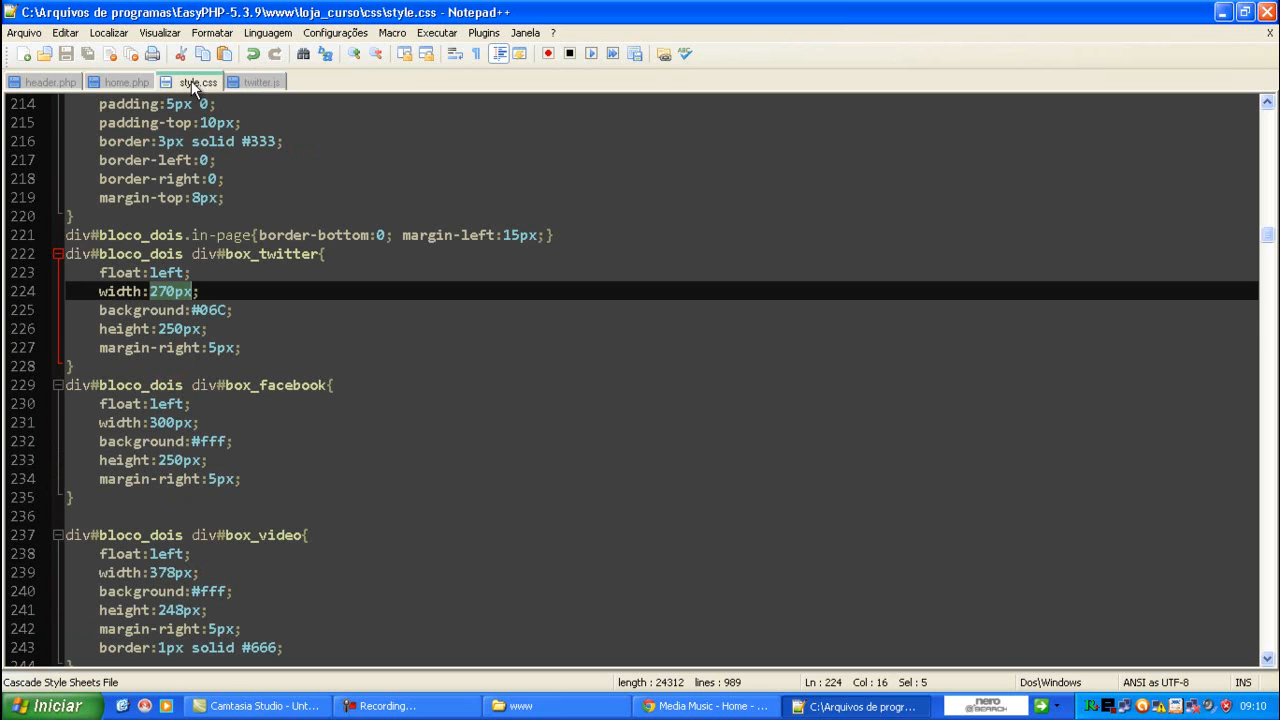 C:\Arquivos de programas\EasyPHP-5.3.9\www\loja_curso\css\style.css - Notepad++
Arquivo Editar Localizar Visualizar Formatar Linguagem Configurações Macro Executar Plugins Janela ? X
header.php home.php style.css twitter.js
214 padding:5px 0;
215 padding-top:10px;
216 border:3px solid #333;
217 border-left:0;
218 border-right:0;
219 margin-top:8px;
220 }
221 div#bloco_dois.in-page{border-bottom:0; margin-left:15px;}
222 div#bloco_dois div#box_twitter{
223 float:left;
224 width:270px;
225 background:#06C;
226 height:250px;
227 margin-right:5px;
228 }
229 div#bloco_dois div#box_facebook{
230 float:left;
231 width:300px;
232 background:#fff;
233 height:250px;
234 margin-right:5px;
235 }
236
237 div#bloco_dois div#box_video{
238 float:left;
239 width:378px;
240 background:#fff;
241 height:248px;
242 margin-right:5px;
243 border:1px solid #666;
244 }
Cascade Style Sheets File length : 24312 lines : 989 Ln : 224 Col : 16 Sel : 5 Dos\Windows ANSI as UTF-8 INS
Iniciar Camtasia Studio - Unt... Recording... www Media Music - Home - ... C:\Arquivos de progr... nero SEARCH 09:10